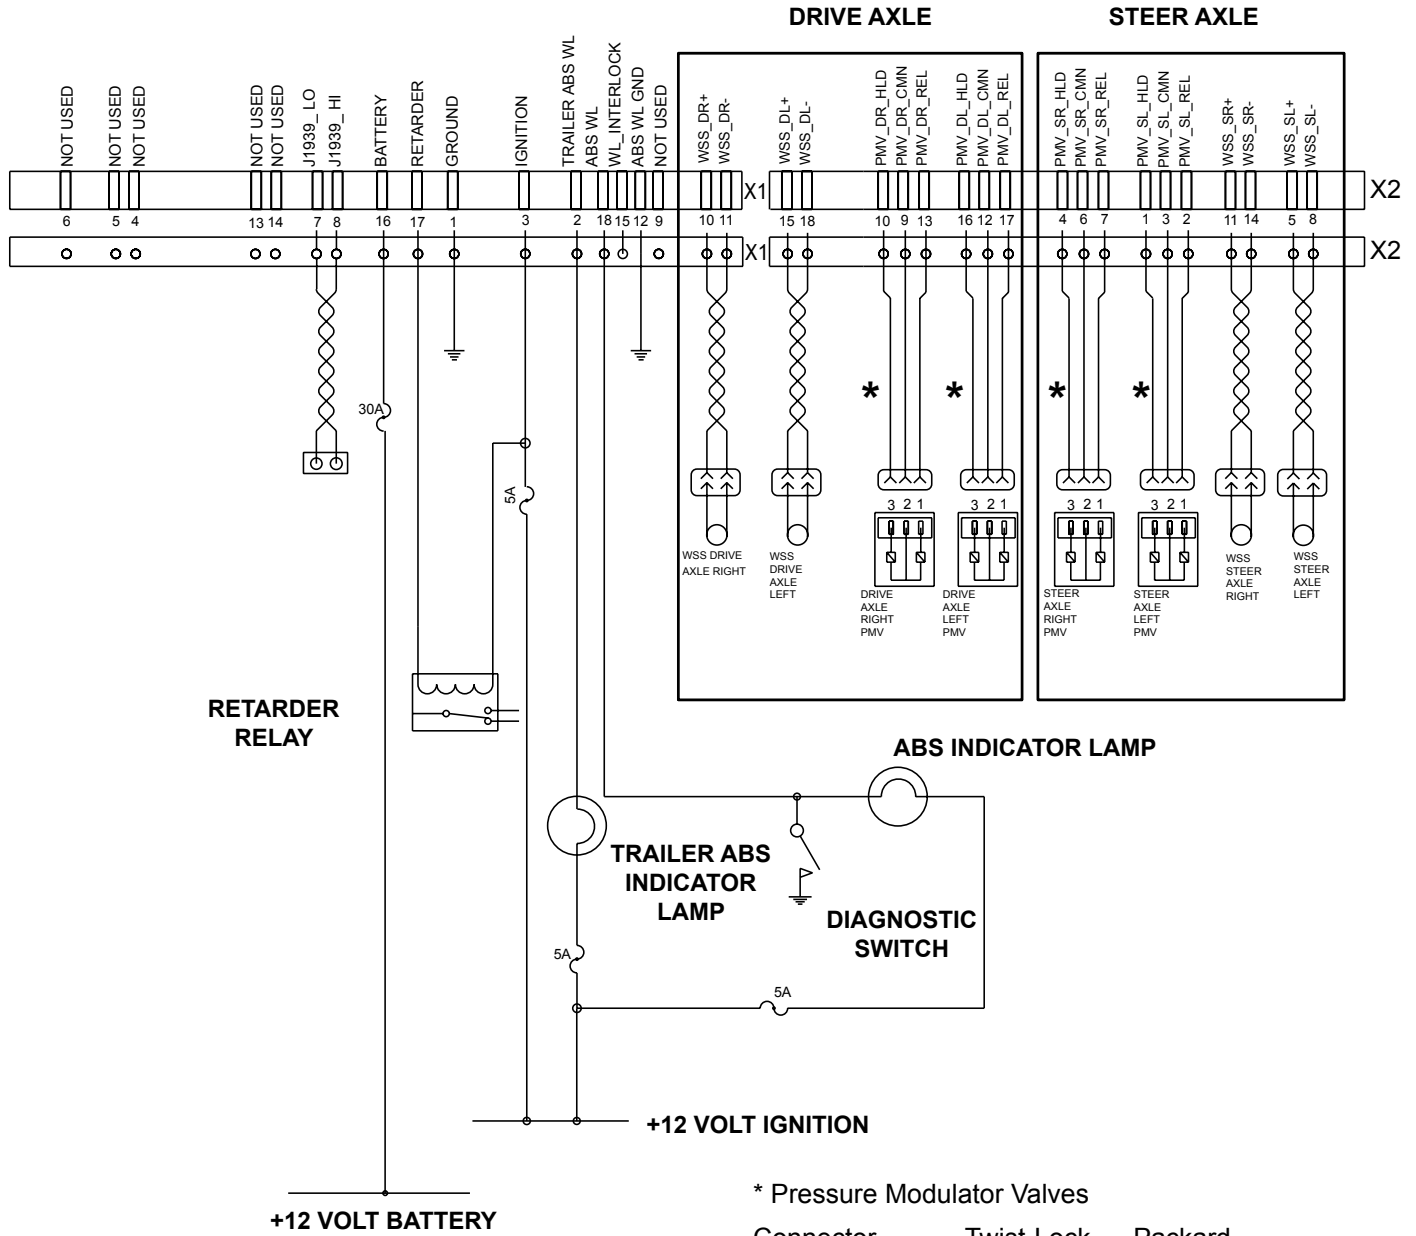 DRIVE AXLE STEER AXLE
NOT USED NOT USED NOT USED NOT USED NOT USED J1939_LO J1939_HI BATTERY RETARDER GROUND IGNITION TRAILER ABS WL ABS WL WL_INTERLOCK ABS WL GND NOT USED WSS_DR+ WSS_DR- WSS_DL+ WSS_DL- PMV_DR_HLD PMV_DR_CMN PMV_DR_REL PMV_DL_HLD PMV_DL_CMN PMV_DL_REL PMV_SR_HLD PMV_SR_CMN PMV_SR_REL PMV_SL_HLD PMV_SL_CMN PMV_SL_REL WSS_SR+ WSS_SR- WSS_SL+ WSS_SL-
X1 X2
6 5 4 13 14 7 8 16 17 1 3 2 18 15 12 9 10 11 15 18 10 9 13 16 12 17 4 6 7 1 3 2 11 14 5 8
X1 X2
* * * *
30A
5A
3 2 1 3 2 1 3 2 1 3 2 1
WSS DRIVE
AXLE RIGHT
WSS
DRIVE
AXLE
LEFT
DRIVE
AXLE
RIGHT
PMV
DRIVE
AXLE
LEFT
PMV
STEER
AXLE
RIGHT
PMV
STEER
AXLE
LEFT
PMV
WSS
STEER
AXLE
RIGHT
WSS
STEER
AXLE
LEFT
RETARDER
RELAY
ABS INDICATOR LAMP
TRAILER ABS
INDICATOR
LAMP
DIAGNOSTIC
SWITCH
5A
5A
+12 VOLT IGNITION
* Pressure Modulator Valves
+12 VOLT BATTERY
Connector Twist-Lock Packard